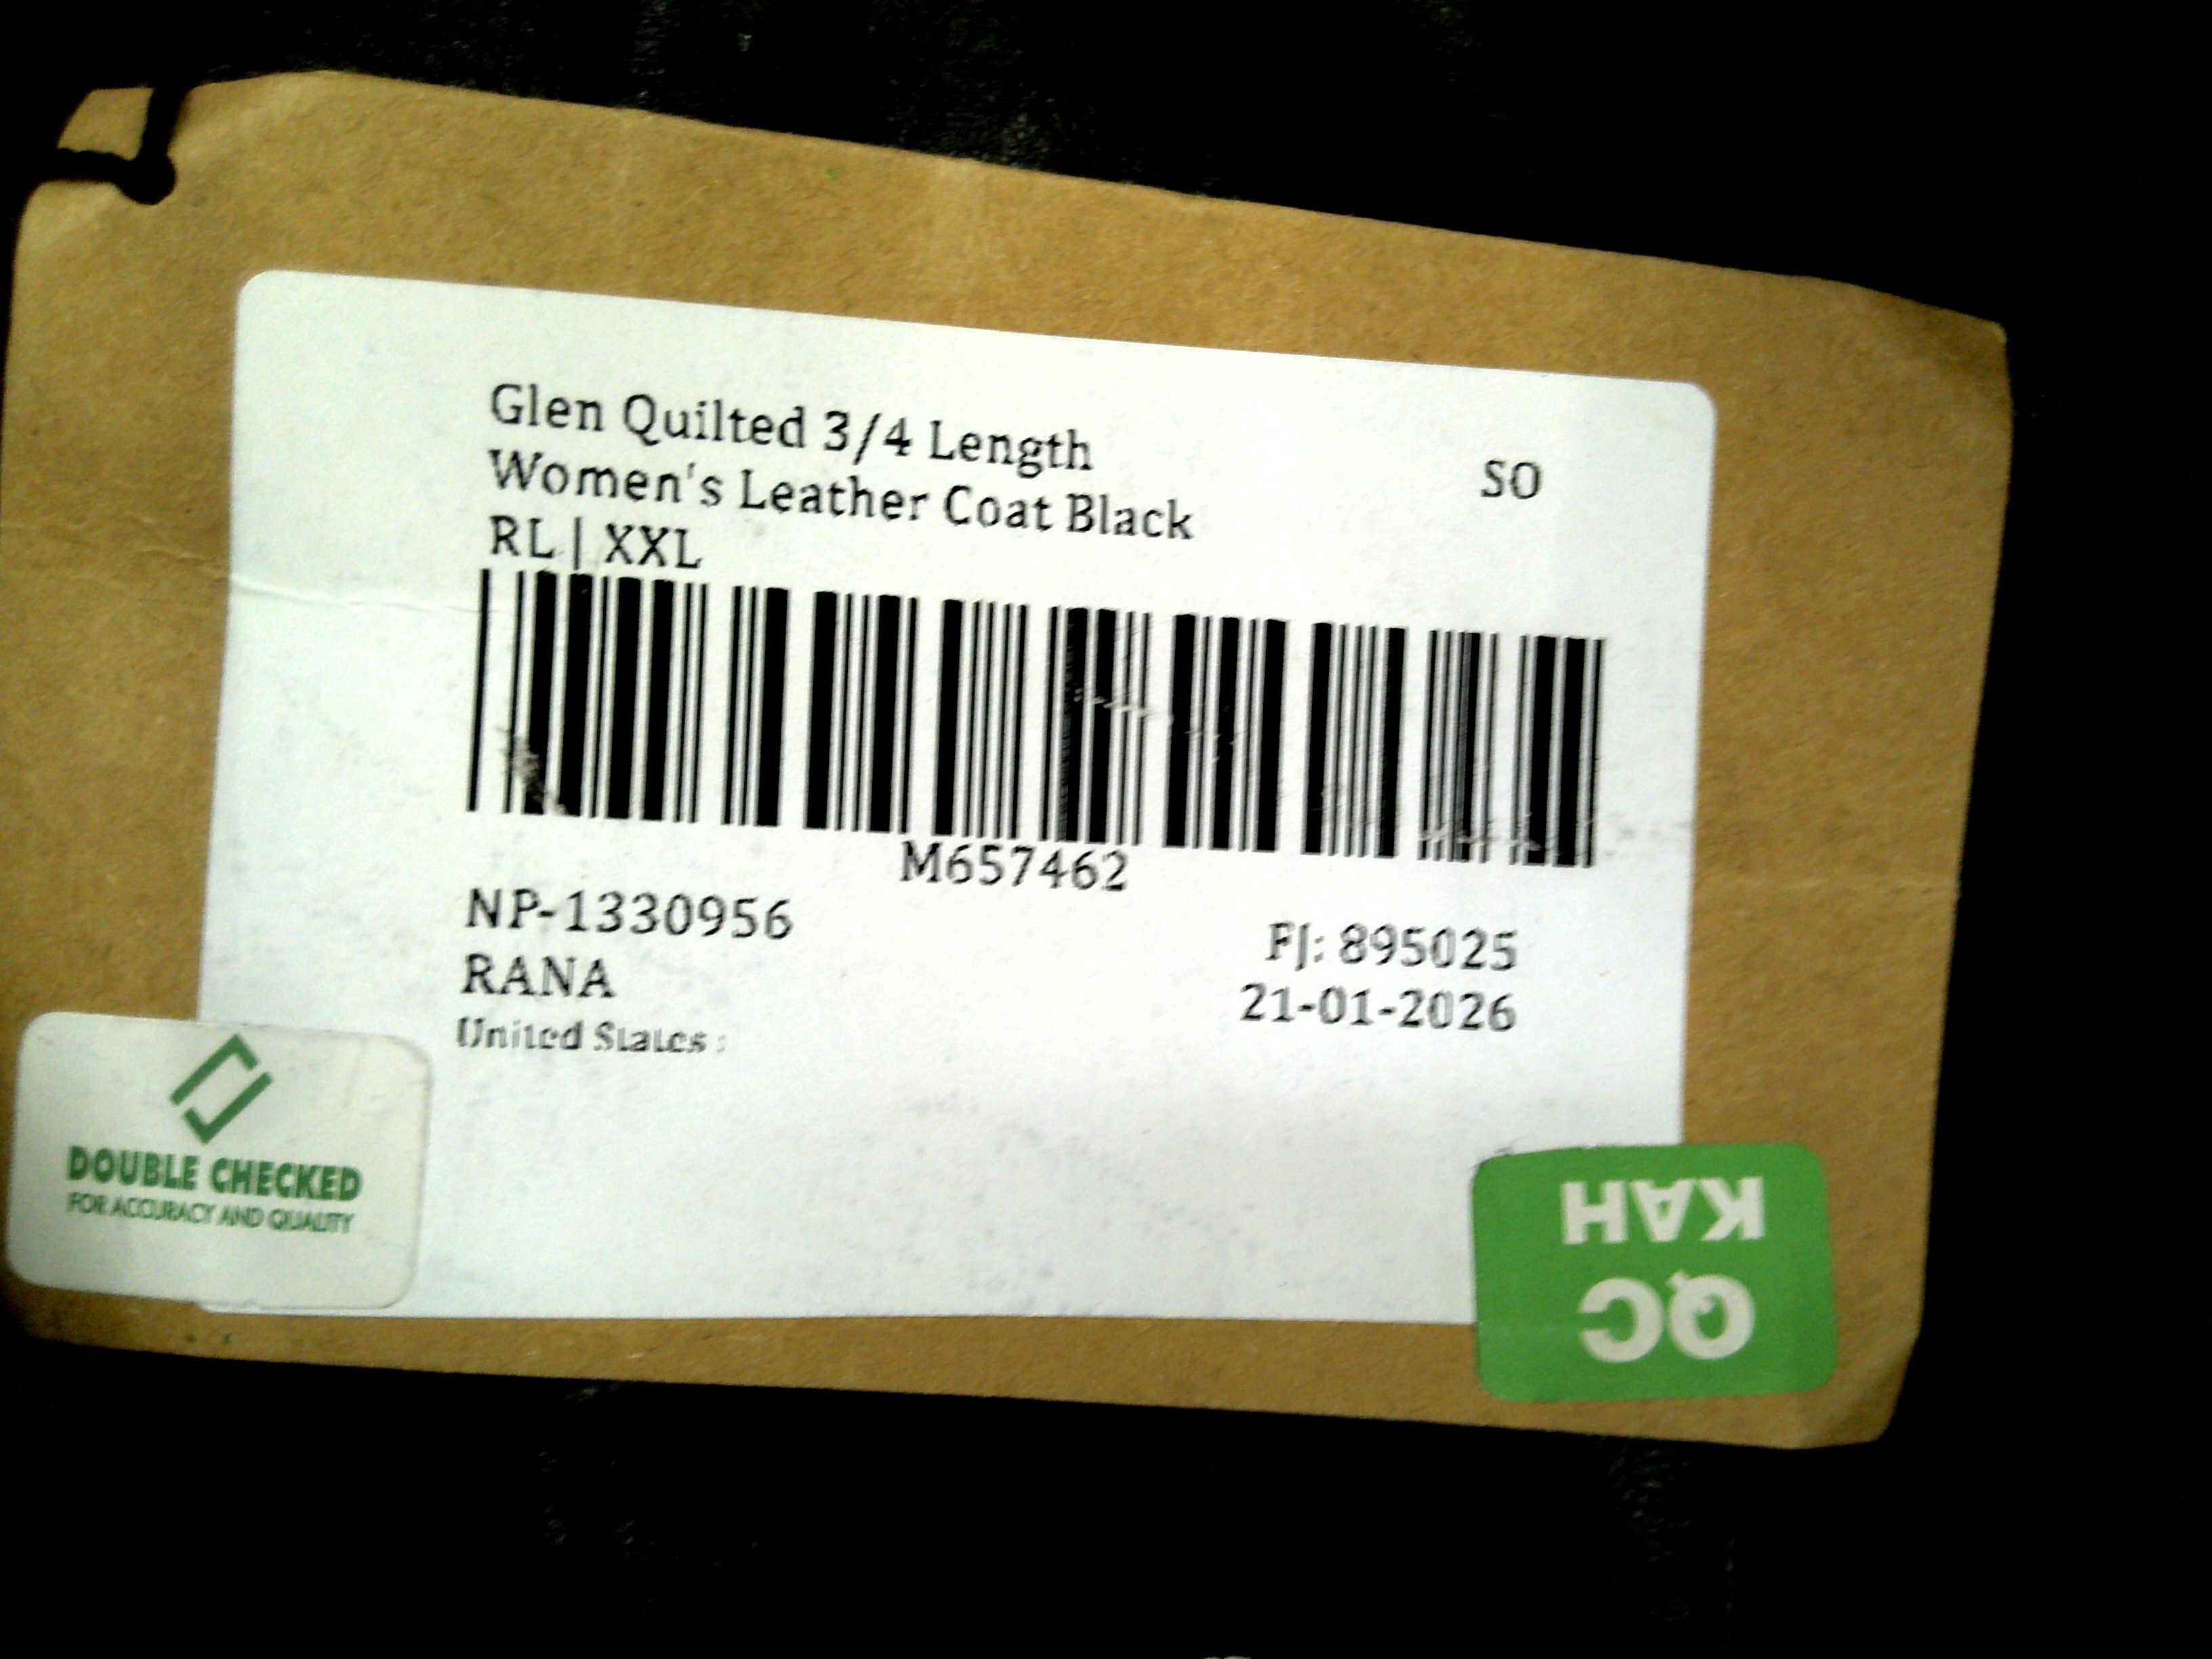 Glen Quilted 3/4 Length
Women's Leather Coat Black
RL | XXL
SO
M657462
NP-1330956
RANA
United States :
FJ: 895025
21-01-2026
DOUBLE CHECKED
FOR ACCURACY AND QUALITY
QC
KAH